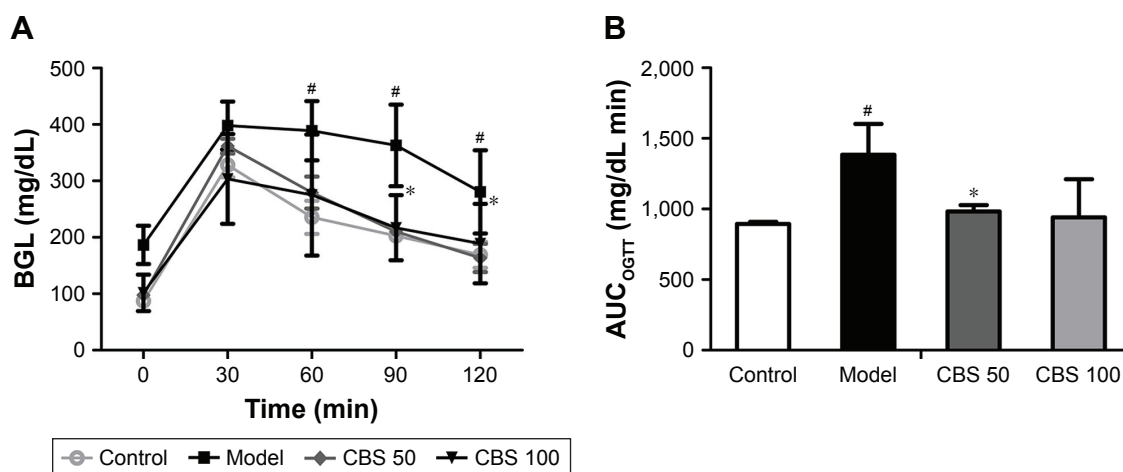 A
BGL (mg/dL)
500
400
300
200
100
0
#
#
#
*
*
0 30 60 90 120
Time (min)
Control Model CBS 50 CBS 100
B
AUC_OGTT (mg/dL min)
2,000
1,500
1,000
500
0
#
*
Control Model CBS 50 CBS 100